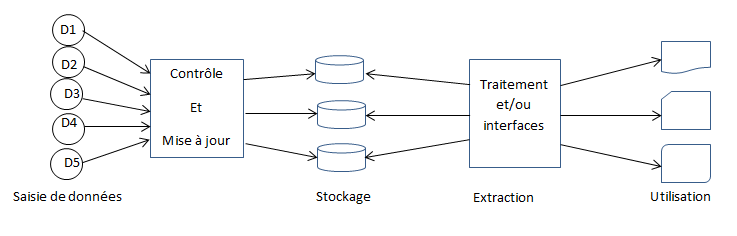 D1
D2
D3
D4
D5
Contrôle
Et
Mise à jour
Traitement
et/ou
interfaces
Saisie de données
Stockage
Extraction
Utilisation